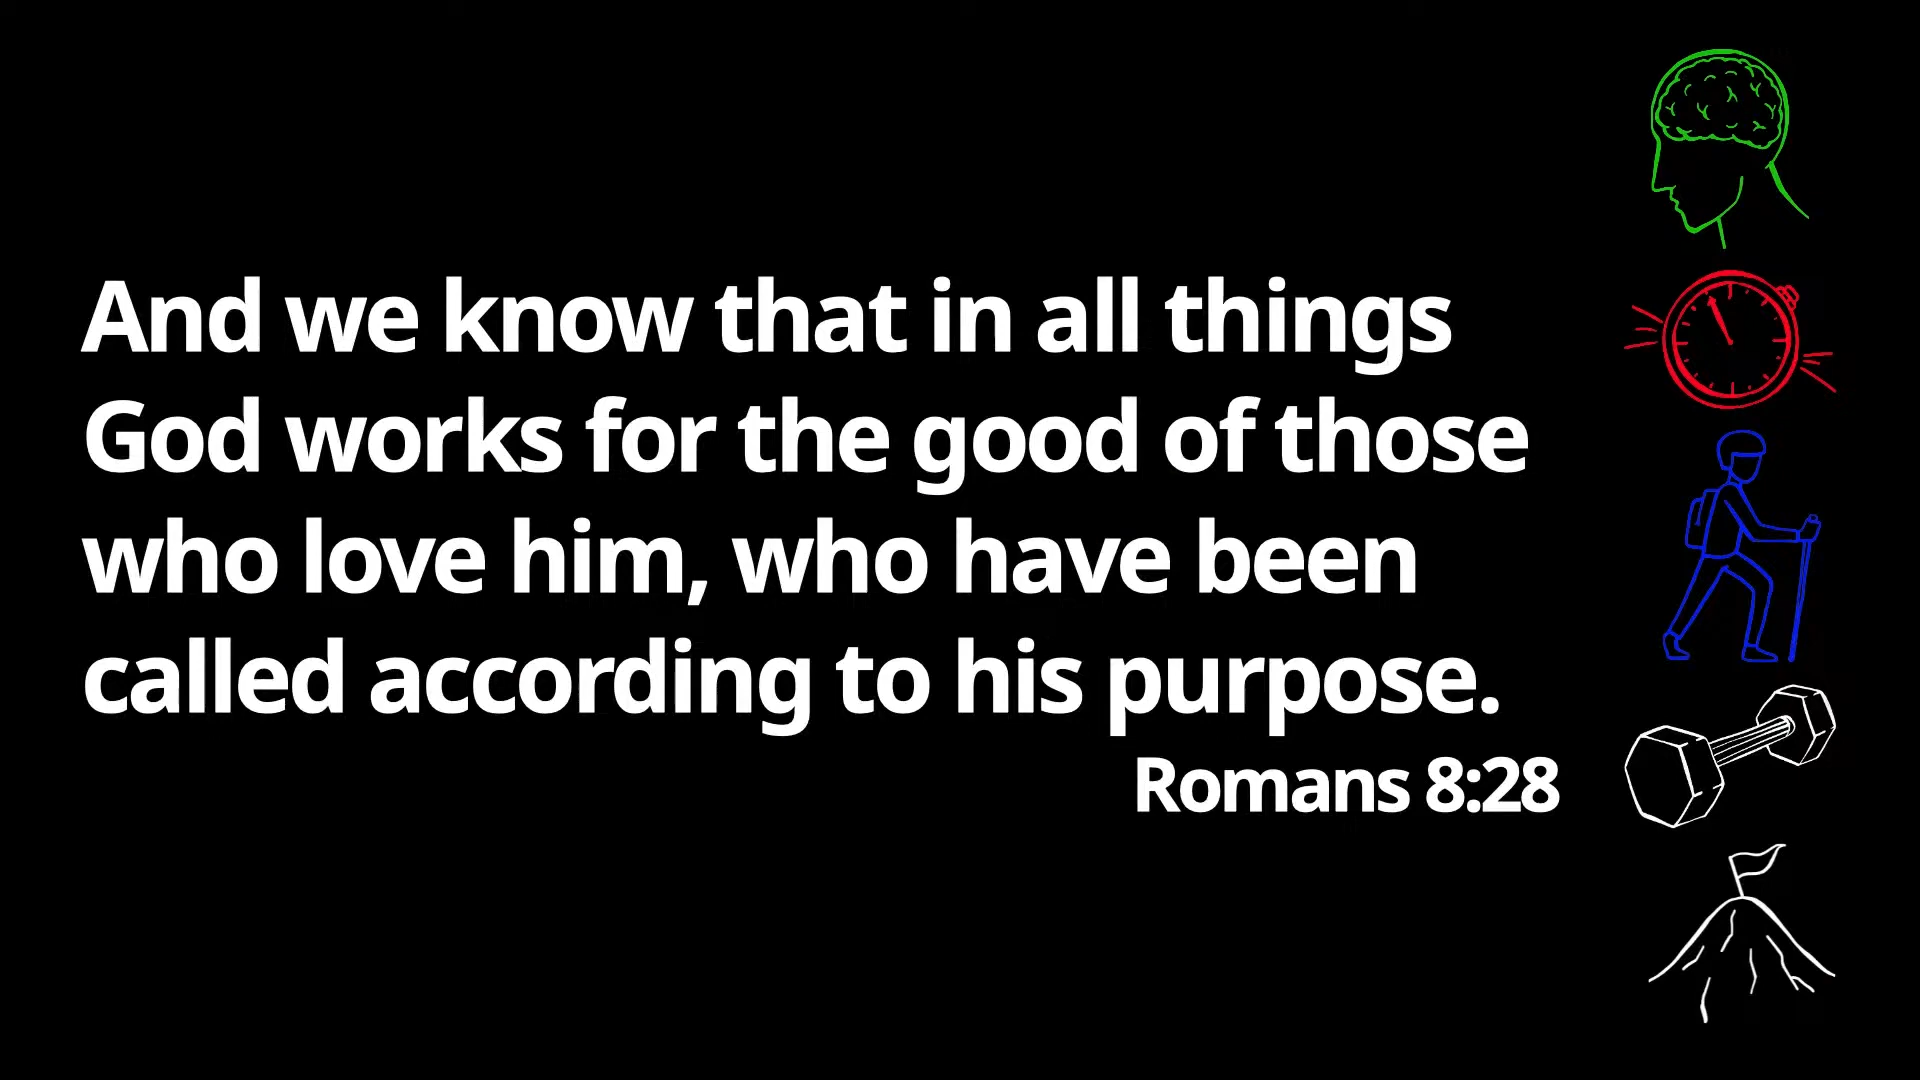 And we know that in all things
God works for the good of those
who love him, who have been
called according to his purpose.
Romans 8:28